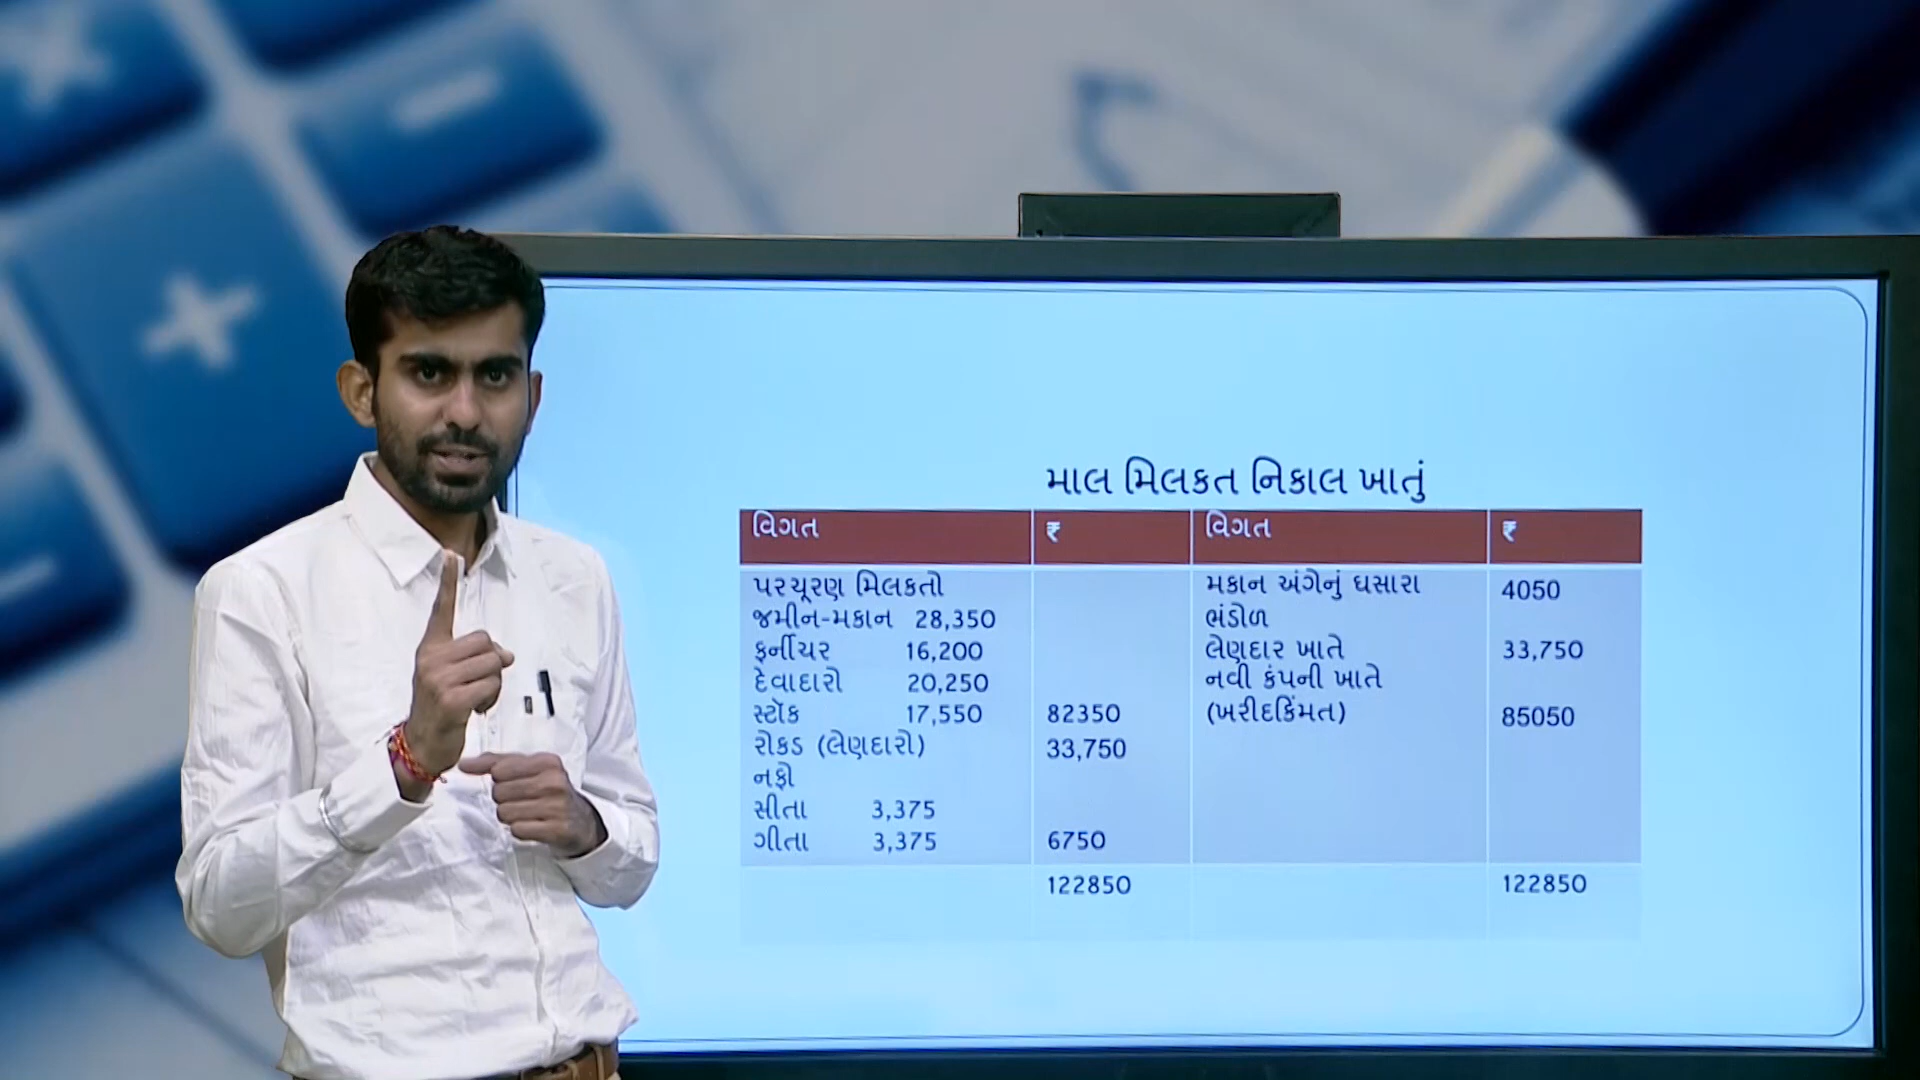 માલ મિલકત નિકાલ ખાતું
વિગત ₹ વિગત ₹
પરચૂરણ મિલકતો મકાન અંગેનું ઘસારા 4050
જમીન-મકાન 28,350 ભંડોળ
ફર્નીચર 16,200 લેણદાર ખાતે 33,750
દેવાદારો 20,250 નવી કંપની ખાતે
સ્ટૉક 17,550 82350 (ખરીદકિંમત) 85050
રોકડ (લેણદારો) 33,750
નફો
સીતા 3,375
ગીતા 3,375 6750
122850 122850